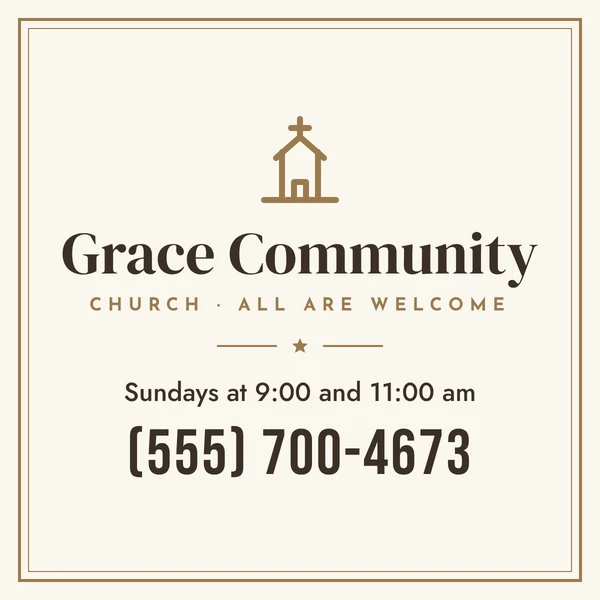 Grace Community
CHURCH · ALL ARE WELCOME
Sundays at 9:00 and 11:00 am
(555) 700-4673